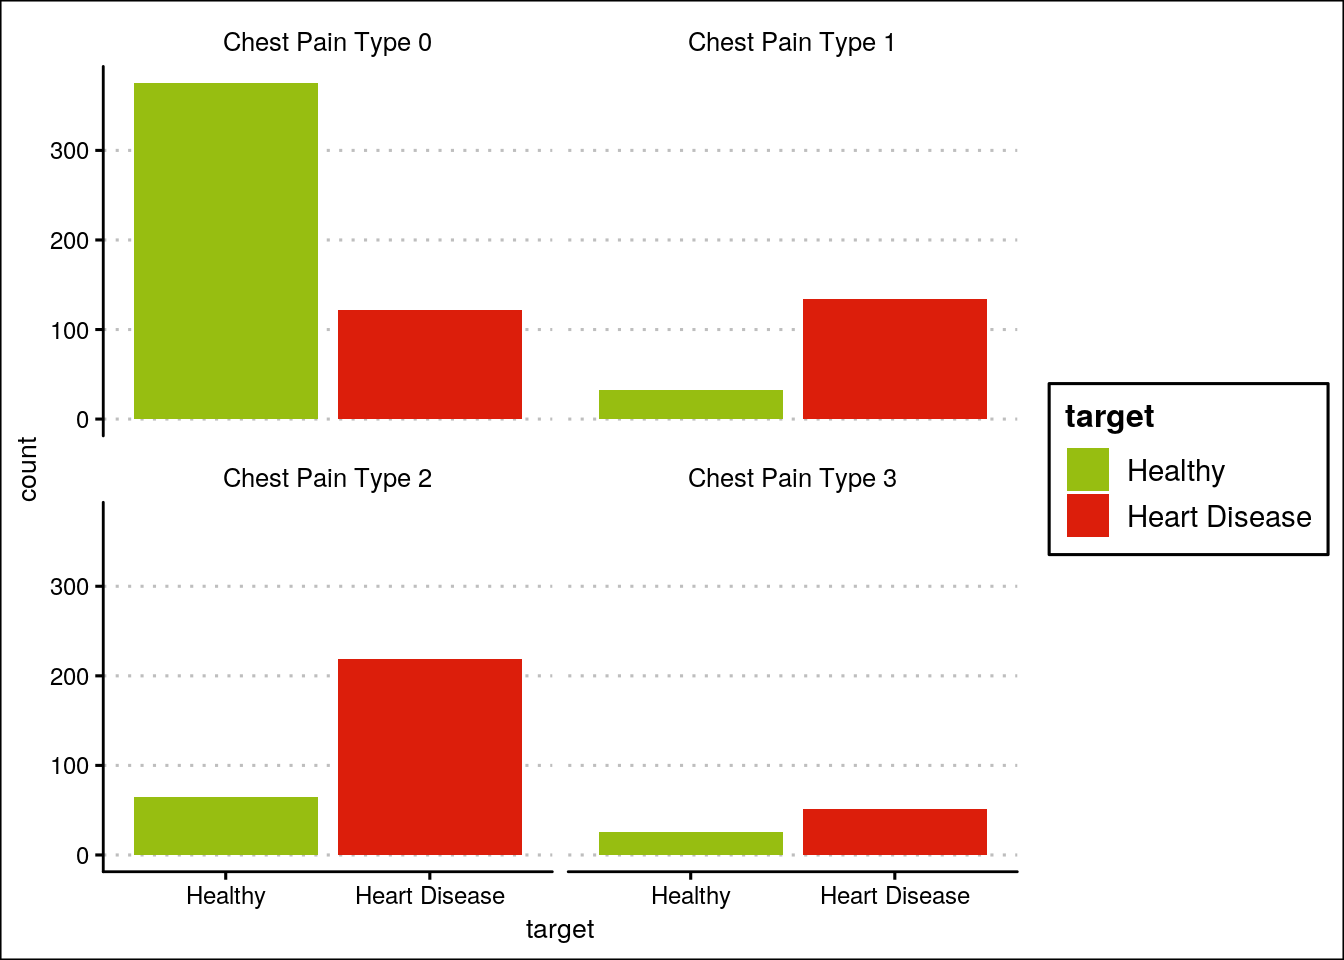 Chest Pain Type 0
Chest Pain Type 1
300
200
100
0
Chest Pain Type 2
Chest Pain Type 3
300
200
100
0
Healthy
Heart Disease
Healthy
Heart Disease
target
count
target
Healthy
Heart Disease